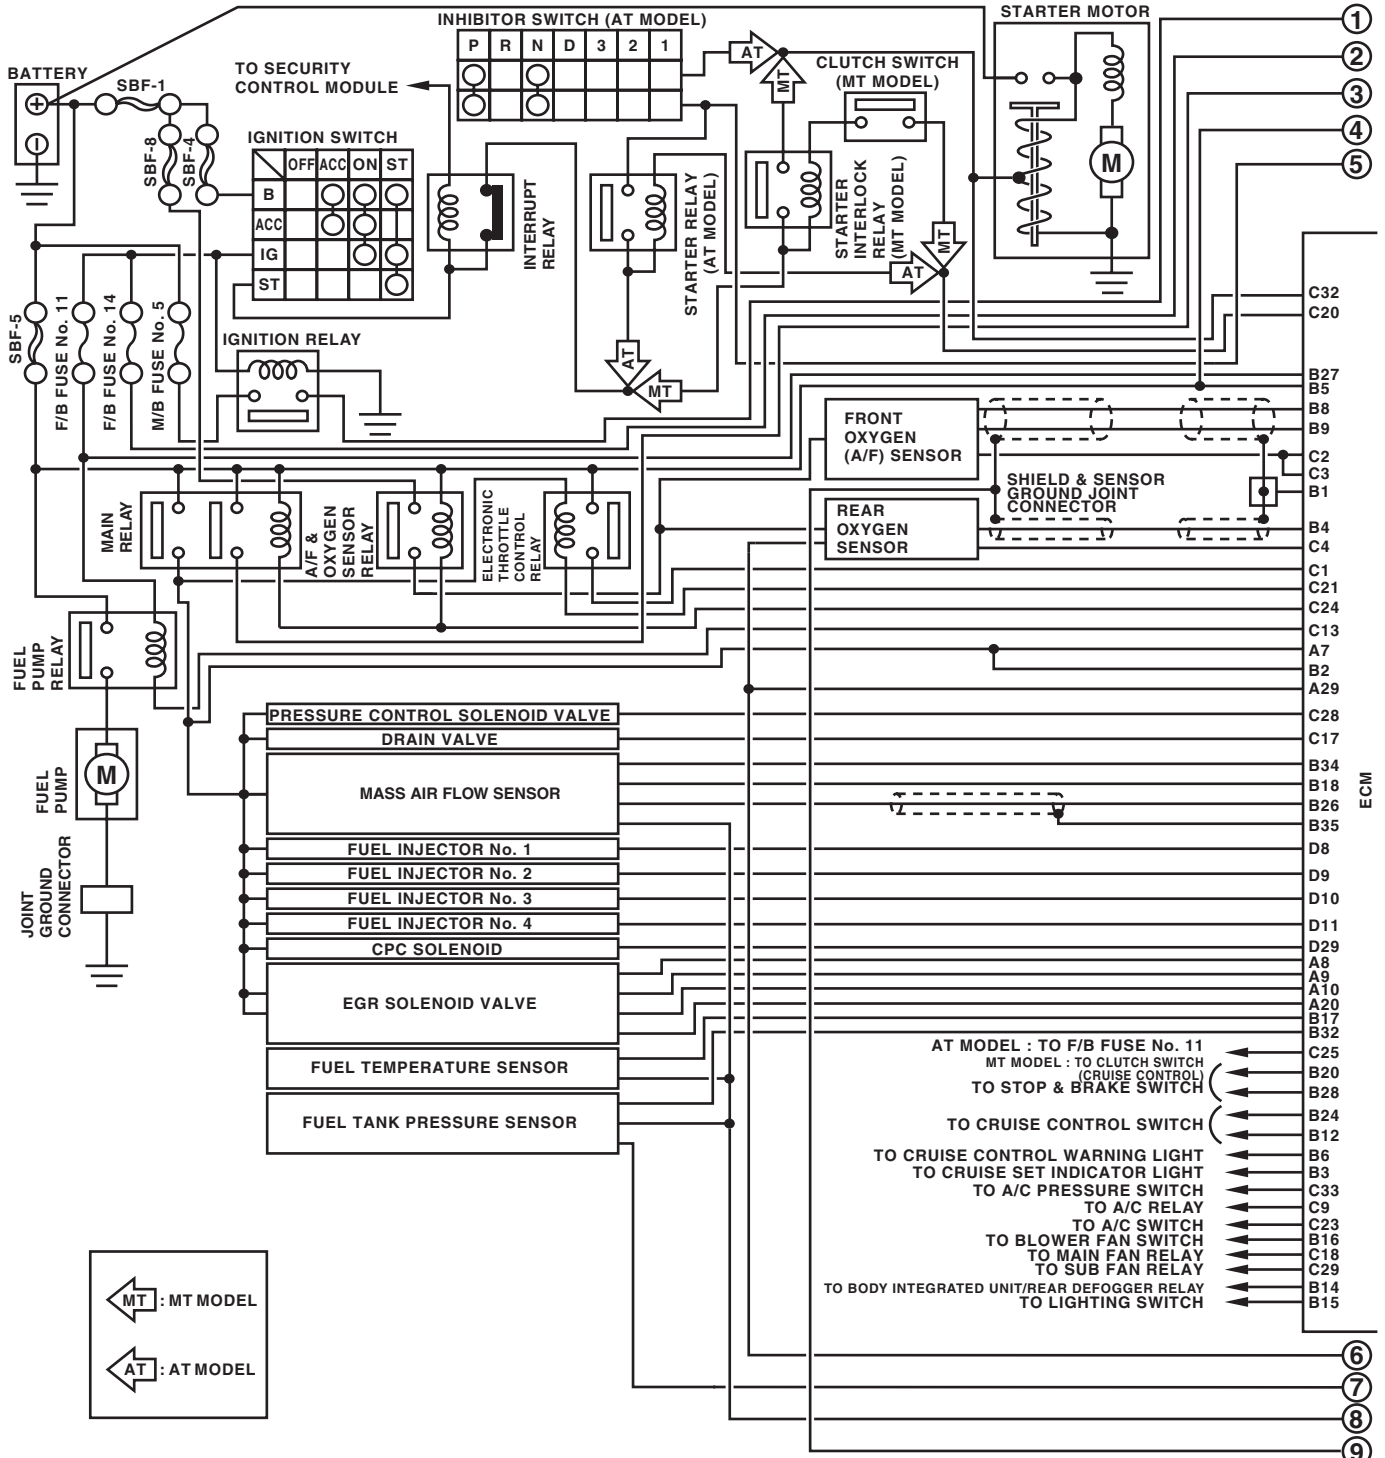 INHIBITOR SWITCH (AT MODEL)
STARTER MOTOR
1
2
3
4
5
P R N D 3 2 1
AT
MT
CLUTCH SWITCH
(MT MODEL)
TO SECURITY
CONTROL MODULE
BATTERY
+
SBF-1
SBF-8
SBF-4
IGNITION SWITCH
OFF ACC ON ST
B
ACC
IG
ST
INTERRUPT
RELAY
STARTER RELAY
(AT MODEL)
STARTER
INTERLOCK
RELAY
(MT MODEL)
MT
AT
M
SBF-5
F/B FUSE No. 11
F/B FUSE No. 14
M/B FUSE No. 5
IGNITION RELAY
AT
MT
FRONT
OXYGEN
(A/F) SENSOR
SHIELD & SENSOR
GROUND JOINT
CONNECTOR
REAR
OXYGEN
SENSOR
MAIN
RELAY
A/F &
OXYGEN
SENSOR
RELAY
ELECTRONIC
THROTTLE
CONTROL
RELAY
FUEL
PUMP
RELAY
FUEL
PUMP
M
JOINT
GROUND
CONNECTOR
PRESSURE CONTROL SOLENOID VALVE
DRAIN VALVE
MASS AIR FLOW SENSOR
FUEL INJECTOR No. 1
FUEL INJECTOR No. 2
FUEL INJECTOR No. 3
FUEL INJECTOR No. 4
CPC SOLENOID
EGR SOLENOID VALVE
FUEL TEMPERATURE SENSOR
FUEL TANK PRESSURE SENSOR
C32
C20
B27
B5
B8
B9
C2
C3
B1
B4
C4
C1
C21
C24
C13
A7
B2
A29
C28
C17
B34
B18
B26
B35
D8
D9
D10
D11
D29
A8
A9
A10
A20
B17
B32
ECM
AT MODEL : TO F/B FUSE No. 11
MT MODEL : TO CLUTCH SWITCH
(CRUISE CONTROL)
C25
B20
TO STOP & BRAKE SWITCH
B28
B24
TO CRUISE CONTROL SWITCH
B12
TO CRUISE CONTROL WARNING LIGHT B6
TO CRUISE SET INDICATOR LIGHT B3
TO A/C PRESSURE SWITCH C33
TO A/C RELAY C9
TO A/C SWITCH C23
TO BLOWER FAN SWITCH B16
TO MAIN FAN RELAY C18
TO SUB FAN RELAY C29
TO BODY INTEGRATED UNIT/REAR DEFOGGER RELAY B14
TO LIGHTING SWITCH B15
MT : MT MODEL
AT : AT MODEL
6
7
8
9